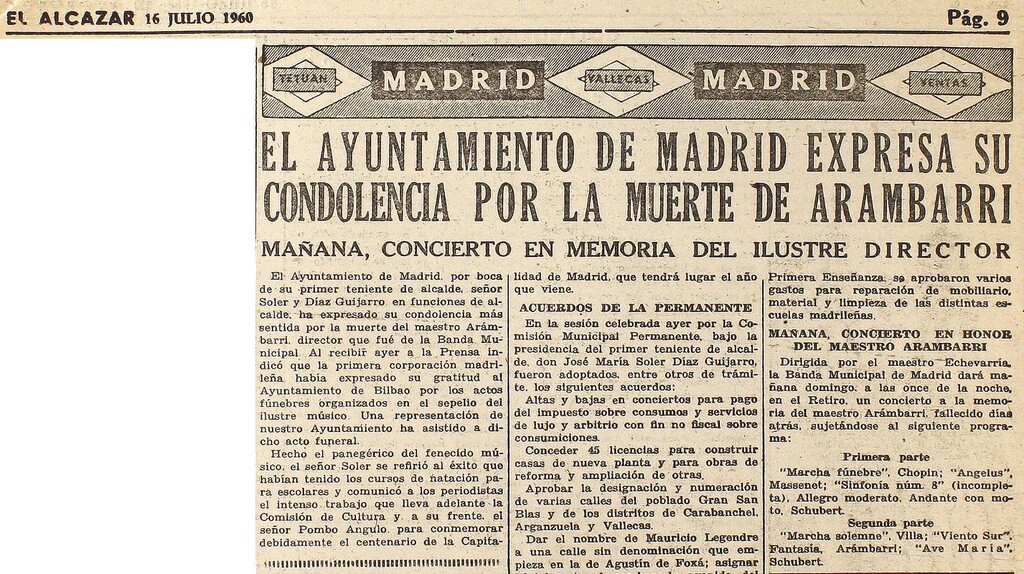 EL ALCAZAR 16 JULIO 1960
Pág. 9
TETUAN MADRID VALLECAS MADRID VENTAS
EL AYUNTAMIENTO DE MADRID EXPRESA SU
CONDOLENCIA POR LA MUERTE DE ARAMBARRI
MAÑANA, CONCIERTO EN MEMORIA DEL ILUSTRE DIRECTOR
El Ayuntamiento de Madrid, por boca
de su primer teniente de alcalde, señor
Soler y Díaz Guijarro, en funciones de al-
calde, ha expresado su condolencia más
sentida por la muerte del maestro Arám-
barri, director que fué de la Banda Mu-
nicipal. Al recibir ayer a la Prensa in-
dicó que la primera corporación madri-
leña había expresado su gratitud al
Ayuntamiento de Bilbao por los actos
fúnebres organizados en el sepelio del
ilustre músico. Una representación de
nuestro Ayuntamiento ha asistido a di-
cho acto funeral.
Hecho el panegérico del fenecido mú-
sico, el señor Soler se refirió al éxito que
habían tenido los cursos de natación pa-
ra escolares y comunicó a los periodistas
el intenso trabajo que lleva adelante la
Comisión de Cultura y, a su frente, el
señor Pombo Angulo, para conmemorar
debidamente el centenario de la Capita-
lidad de Madrid, que tendrá lugar el año
que viene.
ACUERDOS DE LA PERMANENTE
En la sesión celebrada ayer por la Co-
misión Municipal Permanente, bajo la
presidencia del primer teniente de alcal-
de, don José María Soler Díaz Guijarro,
fueron adoptados, entre otros de trámi-
te, los siguientes acuerdos:
Altas y bajas en conciertos para pago
del impuesto sobre consumos y servicios
de lujo y arbitrio con fin no fiscal sobre
consumiciones.
Conceder 45 licencias para construir
casas de nueva planta y para obras de
reforma y ampliación de otras.
Aprobar la designación y numeración
de varias calles del poblado Gran San
Blas y de los distritos de Carabanchel,
Arganzuela y Vallecas.
Dar el nombre de Mauricio Legendre
a una calle sin denominación que em-
pieza en la de Agustín de Foxá; asignar
Primera Enseñanza, se aprobaron varios
gastos para reparación de mobiliario,
material y limpieza de las distintas es-
cuelas madrileñas.
MAÑANA, CONCIERTO EN HONOR
DEL MAESTRO ARAMBARRI
Dirigida por el maestro Echevarría,
la Banda Municipal de Madrid dará ma-
ñana domingo, a las once de la noche,
en el Retiro, un concierto a la memo-
ria del maestro Arámbarri, fallecido días
atrás, sujetándose al siguiente progra-
ma:
Primera parte
"Marcha fúnebre", Chopin; "Angelus",
Massenet; "Sinfonía núm. 8" (incomple-
ta), Allegro moderato, Andante con mo-
to, Schubert.
Segunda parte
"Marcha solemne", Villa; "Viento Sur",
Fantasía, Arámbarri; "Ave María",
Schubert.